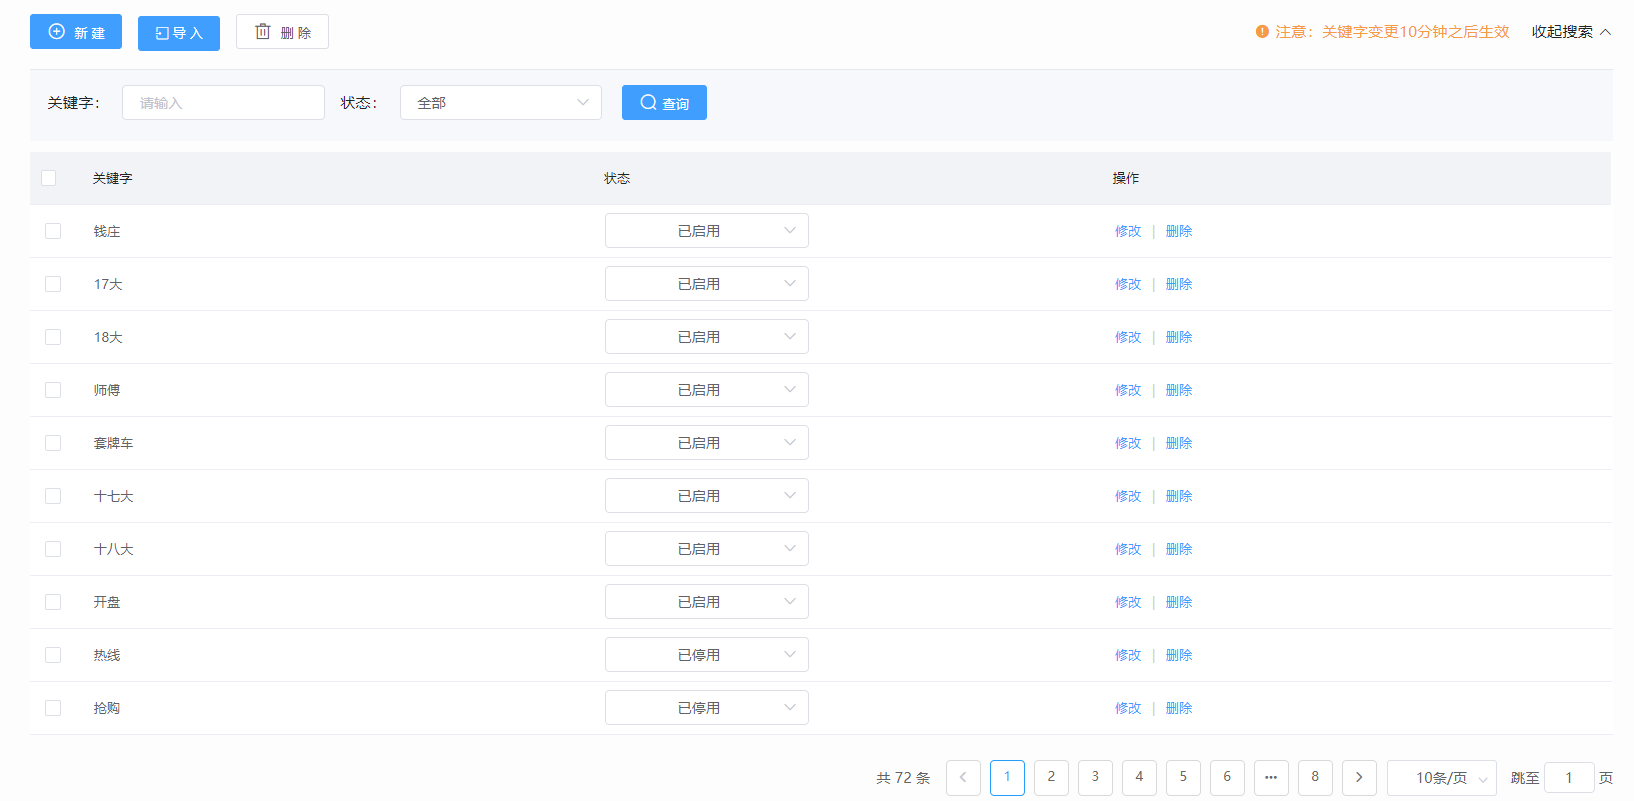 新建 导入 删除 注意：关键字变更10分钟之后生效 收起搜索
关键字： 请输入 状态： 全部 查询
关键字 状态 操作
钱庄 已启用 修改 | 删除
17大 已启用 修改 | 删除
18大 已启用 修改 | 删除
师傅 已启用 修改 | 删除
套牌车 已启用 修改 | 删除
十七大 已启用 修改 | 删除
十八大 已启用 修改 | 删除
开盘 已启用 修改 | 删除
热线 已停用 修改 | 删除
抢购 已停用 修改 | 删除
共 72 条 1 2 3 4 5 6 ••• 8 10条/页 跳至 1 页